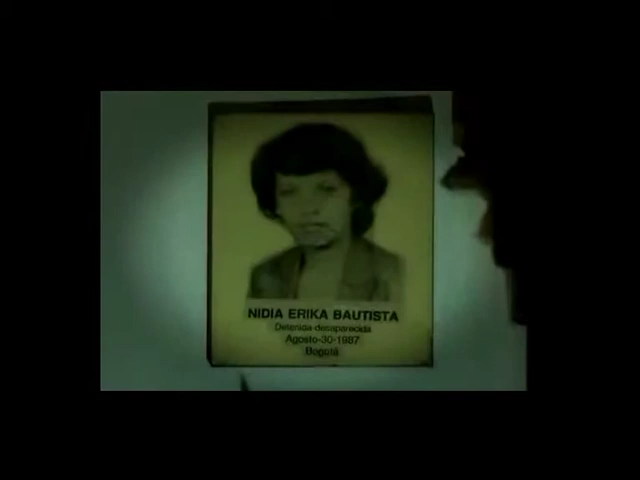 NIDIA ERIKA BAUTISTA
Detenida-desaparecida
Agosto-30-1987
Bogotá